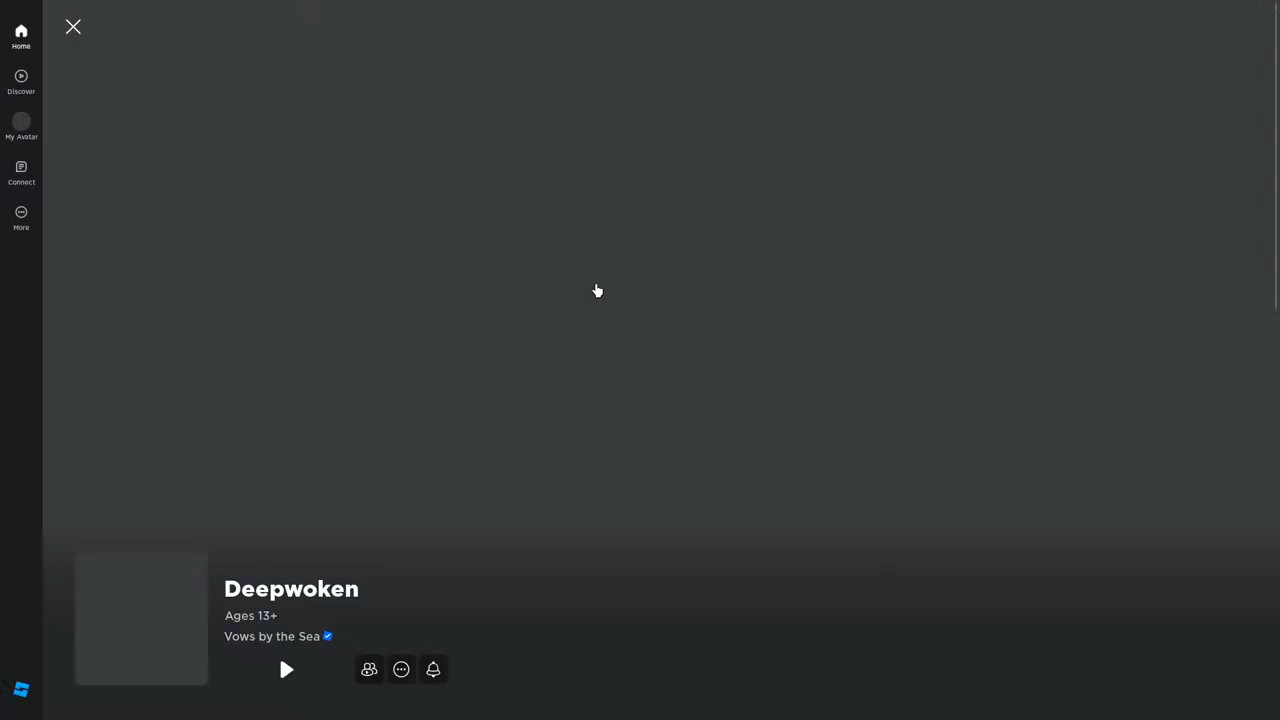 Home
Discover
My Avatar
Connect
More
Deepwoken
Ages 13+
Vows by the Sea